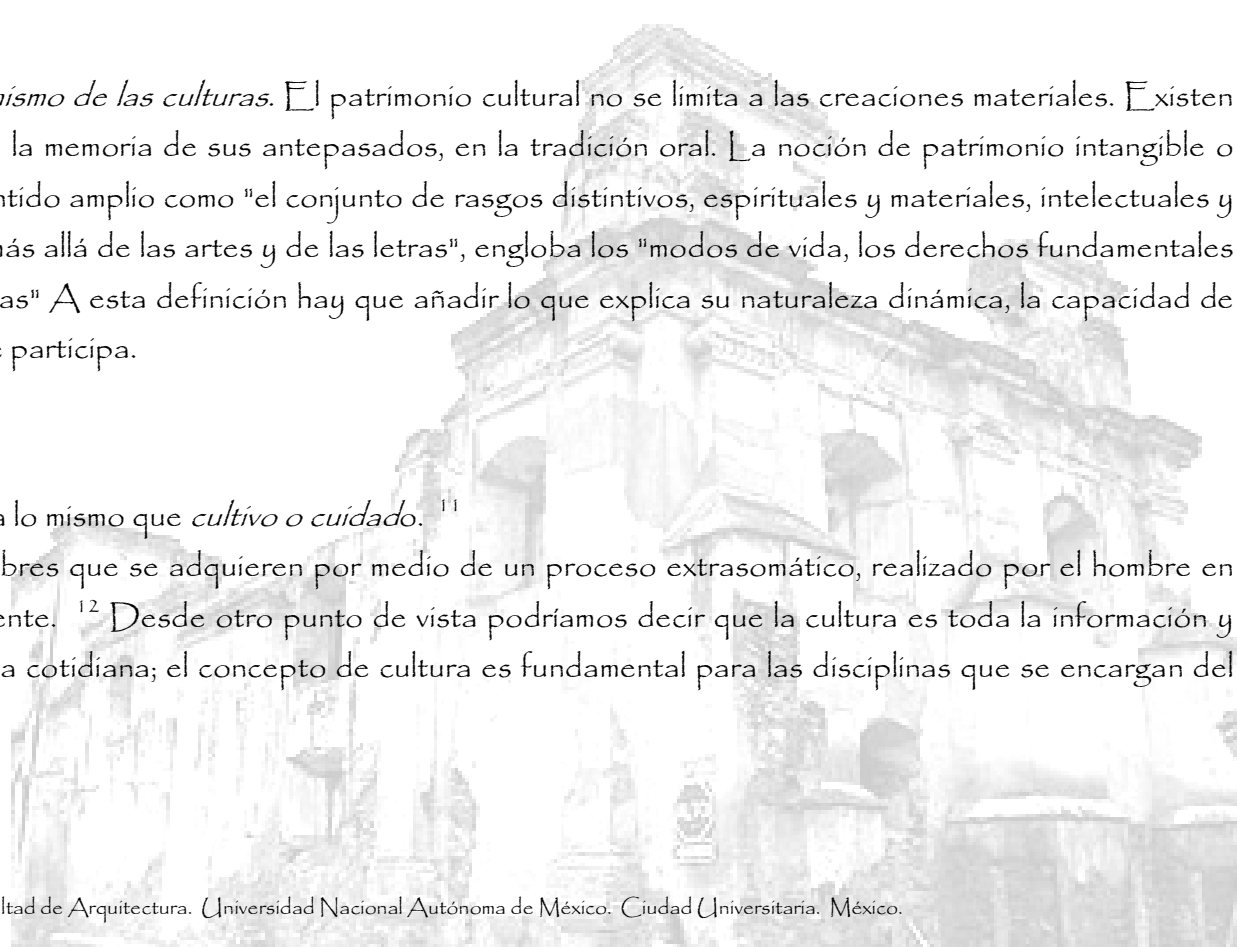 nismo de las culturas. El patrimonio cultural no se limita a las creaciones materiales. Existen
la memoria de sus antepasados, en la tradición oral. La noción de patrimonio intangible o
ntido amplio como "el conjunto de rasgos distintivos, espirituales y materiales, intelectuales y
nás allá de las artes y de las letras", engloba los "modos de vida, los derechos fundamentales
as" A esta definición hay que añadir lo que explica su naturaleza dinámica, la capacidad de
e participa.
a lo mismo que cultivo o cuidado. 11
bres que se adquieren por medio de un proceso extrasomático, realizado por el hombre en
ente. 12 Desde otro punto de vista podríamos decir que la cultura es toda la información y
a cotidiana; el concepto de cultura es fundamental para las disciplinas que se encargan del
ltad de Arquitectura. Universidad Nacional Autónoma de México. Ciudad Universitaria. México.